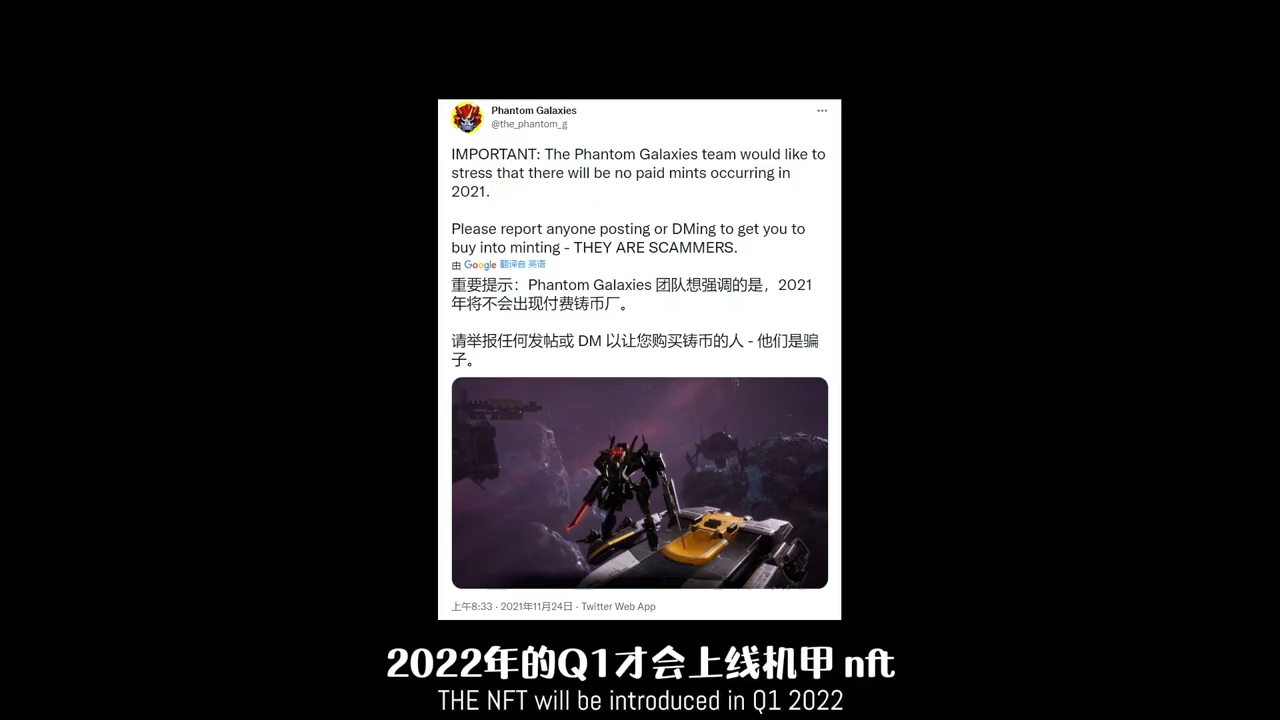 Phantom Galaxies
@the_phantom_g
IMPORTANT: The Phantom Galaxies team would like to
stress that there will be no paid mints occurring in
2021.
Please report anyone posting or DMing to get you to
buy into minting - THEY ARE SCAMMERS.
由 Google 翻译自 英语
重要提示：Phantom Galaxies 团队想强调的是，2021
年将不会出现付费铸币厂。
请举报任何发帖或 DM 以让您购买铸币的人 - 他们是骗
子。
上午8:33 · 2021年11月24日 · Twitter Web App
2022年的Q1才会上线机甲 nft
THE NFT will be introduced in Q1 2022